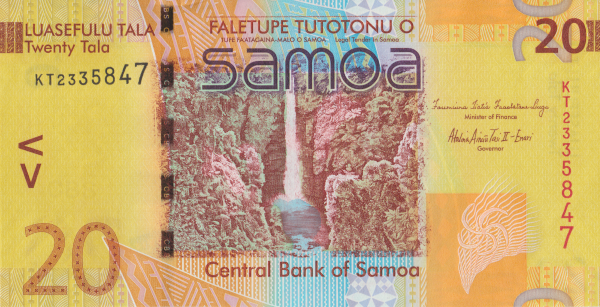 LUASEFULU TALA
Twenty Tala
FALETUPE TUTOTONU O
TUPE FAATAGAINA-MALO O SAMOA Legal Tender in Samoa
samoa
20
KT2335847
Minister of Finance
Governor
KT2335847
20
Central Bank of Samoa